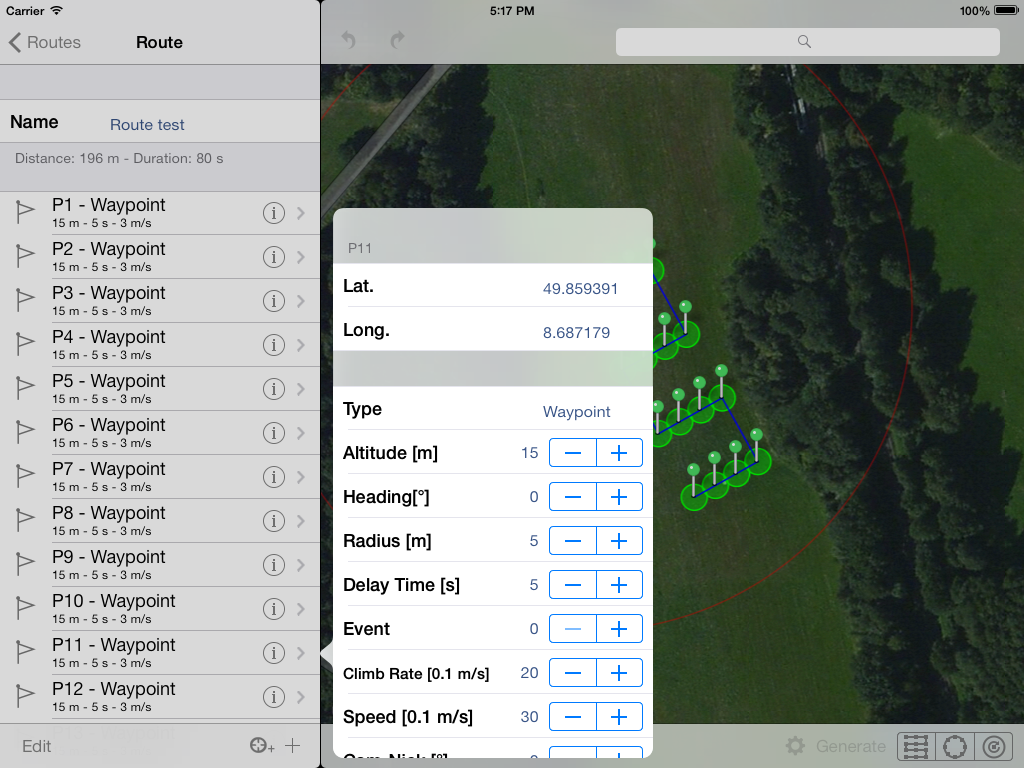 Carrier 5:17 PM 100%
Routes Route
Name Route test
Distance: 196 m - Duration: 80 s
P1 - Waypoint
15 m - 5 s - 3 m/s
P2 - Waypoint
15 m - 5 s - 3 m/s
P3 - Waypoint
15 m - 5 s - 3 m/s
P4 - Waypoint
15 m - 5 s - 3 m/s
P5 - Waypoint
15 m - 5 s - 3 m/s
P6 - Waypoint
15 m - 5 s - 3 m/s
P7 - Waypoint
15 m - 5 s - 3 m/s
P8 - Waypoint
15 m - 5 s - 3 m/s
P9 - Waypoint
15 m - 5 s - 3 m/s
P10 - Waypoint
15 m - 5 s - 3 m/s
P11 - Waypoint
15 m - 5 s - 3 m/s
P12 - Waypoint
15 m - 5 s - 3 m/s
Edit
P11
Lat. 49.859391
Long. 8.687179
Type Waypoint
Altitude [m] 15 − +
Heading[°] 0 − +
Radius [m] 5 − +
Delay Time [s] 5 − +
Event 0 − +
Climb Rate [0.1 m/s] 20 − +
Speed [0.1 m/s] 30 − +
Generate